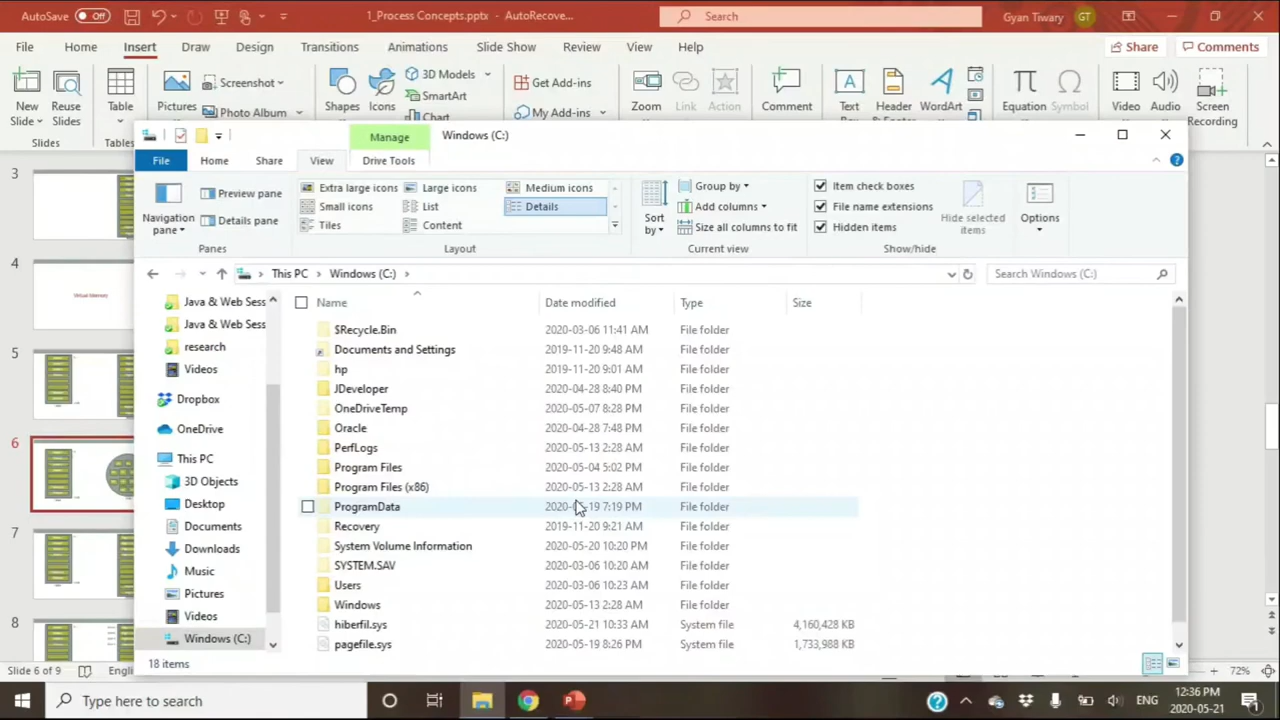 AutoSave Off 1_Process Concepts.pptx - AutoRecove... Search Gyan Tiwary GT
File Home Insert Draw Design Transitions Animations Slide Show Review View Help Share Comments
New Slide Reuse Slides Table Pictures Screenshot Photo Album Shapes Icons 3D Models SmartArt Chart Get Add-ins My Add-ins Zoom Link Action Comment Text Header WordArt Equation Symbol Video Audio Screen Recording
Slides Tables
Manage Windows (C:)
File Home Share View Drive Tools
Navigation pane Preview pane Details pane
Extra large icons Large icons Medium icons
Small icons List Details
Tiles Content
Sort by Group by Add columns Size all columns to fit
Item check boxes File name extensions Hidden items Hide selected items Options
Panes Layout Current view Show/hide
This PC Windows (C:) Search Windows (C:)
Java & Web Sess
Java & Web Sess
research
Videos
Dropbox
OneDrive
This PC
3D Objects
Desktop
Documents
Downloads
Music
Pictures
Videos
Windows (C:)
Name Date modified Type Size
$Recycle.Bin 2020-03-06 11:41 AM File folder
Documents and Settings 2019-11-20 9:48 AM File folder
hp 2019-11-20 9:01 AM File folder
JDeveloper 2020-04-28 8:40 PM File folder
OneDriveTemp 2020-05-07 8:28 PM File folder
Oracle 2020-04-28 7:48 PM File folder
PerfLogs 2020-05-13 2:28 AM File folder
Program Files 2020-05-04 5:02 PM File folder
Program Files (x86) 2020-05-13 2:28 AM File folder
ProgramData 2020-05-19 7:19 PM File folder
Recovery 2019-11-20 9:21 AM File folder
System Volume Information 2020-05-20 10:20 PM File folder
SYSTEM.SAV 2020-03-06 10:20 AM File folder
Users 2020-03-06 10:23 AM File folder
Windows 2020-05-13 2:28 AM File folder
hiberfil.sys 2020-05-21 10:33 AM System file 4,160,428 KB
pagefile.sys 2020-05-19 8:26 PM System file 1,733,988 KB
18 items
3
4
Virtual Memory
5
6
7
8
Slide 6 of 9 Engli 72%
Type here to search ENG 12:36 PM
2020-05-21 1